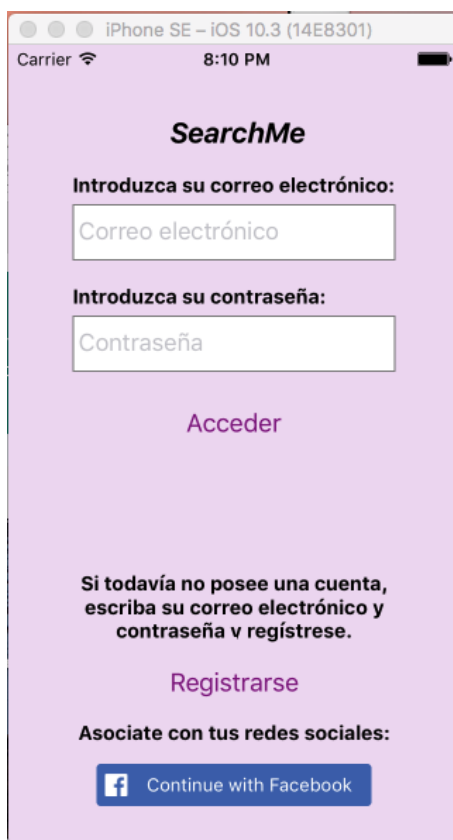 iPhone SE – iOS 10.3 (14E8301)
Carrier 8:10 PM
SearchMe
Introduzca su correo electrónico:
Correo electrónico
Introduzca su contraseña:
Contraseña
Acceder
Si todavía no posee una cuenta,
escriba su correo electrónico y
contraseña y regístrese.
Registrarse
Asociate con tus redes sociales:
f Continue with Facebook